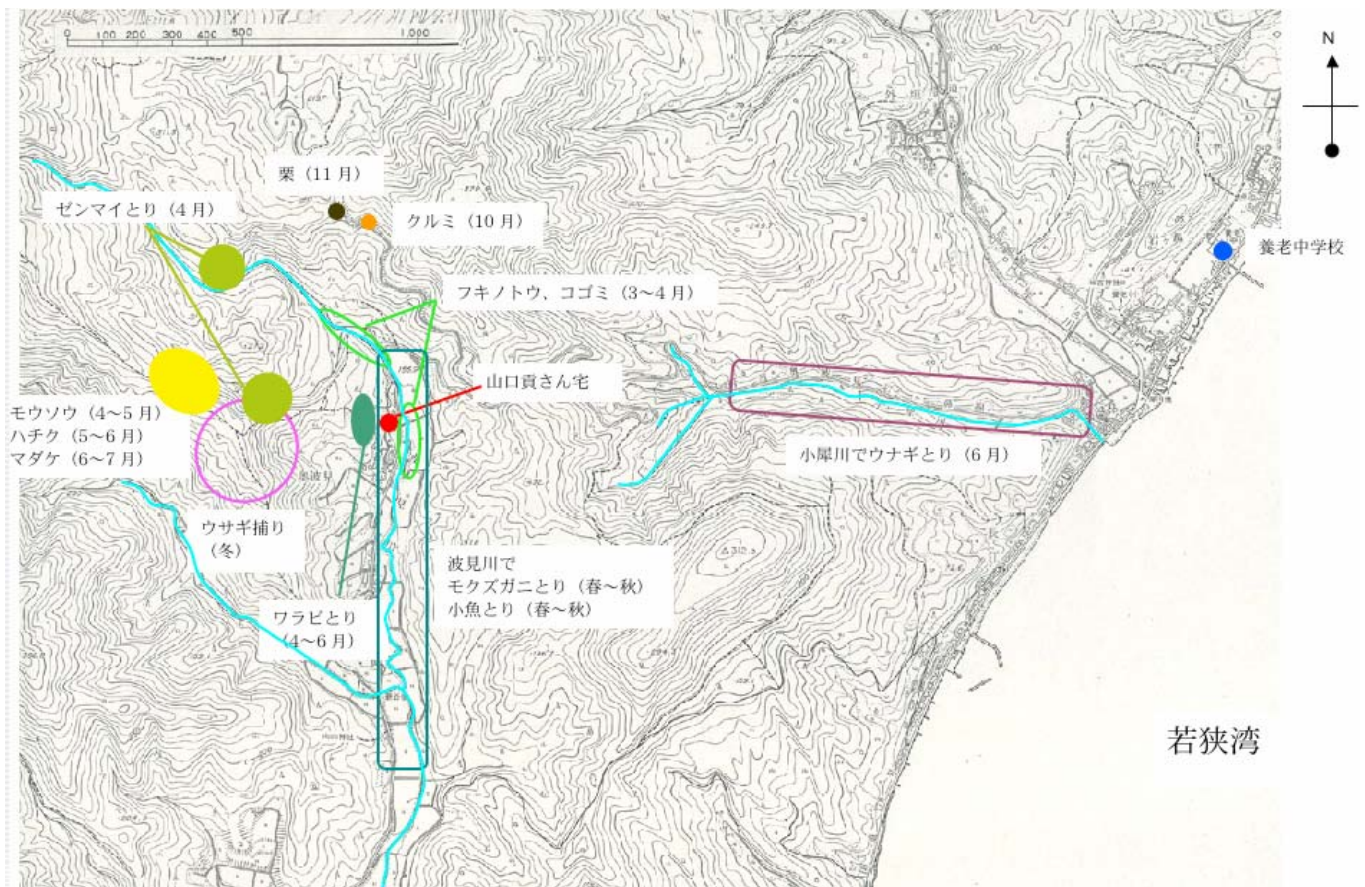 0 100 200 300 400 500 1,000
N
栗（11月）
ゼンマイとり（4月）
クルミ（10月）
養老中学校
フキノトウ、コゴミ（3～4月）
山口貢さん宅
モウソウ（4～5月）
ハチク（5～6月）
マダケ（6～7月）
小犀川でウナギとり（6月）
ウサギ捕り
（冬）
波見川で
モクズガニとり（春～秋）
小魚とり（春～秋）
ワラビとり
（4～6月）
若狭湾